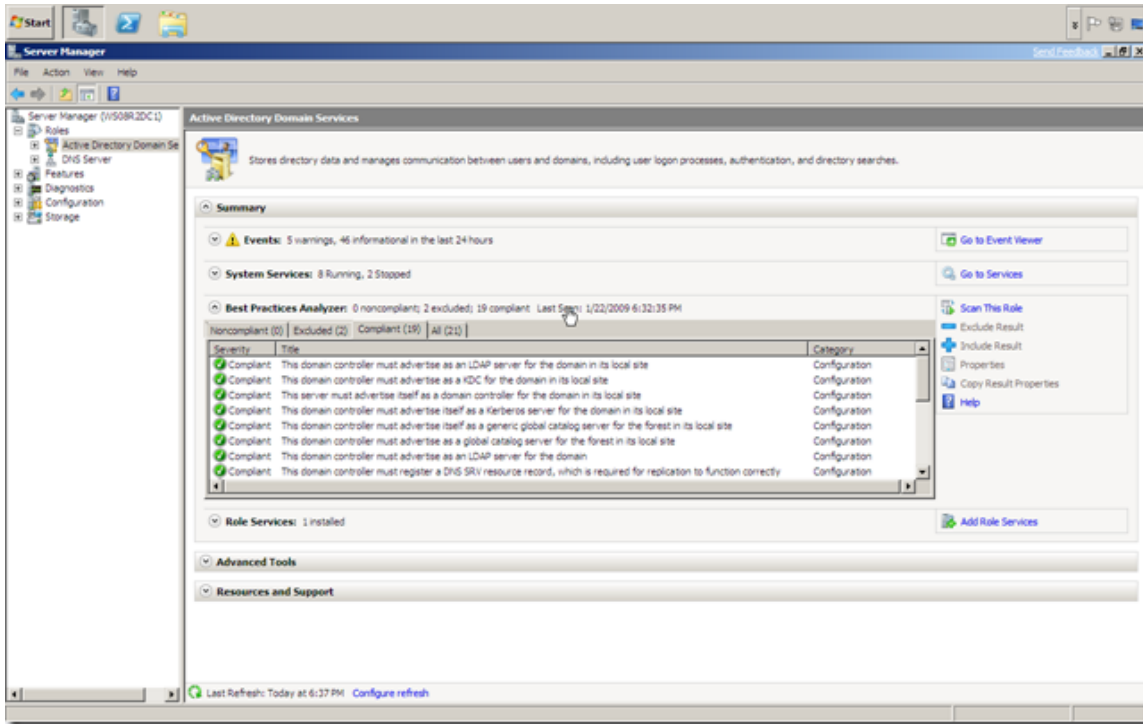 Start
Server Manager
Send Feedback
File Action View Help
Server Manager (WS08R2DC1)
Roles
Active Directory Domain Se
DNS Server
Features
Diagnostics
Configuration
Storage
Active Directory Domain Services
Stores directory data and manages communication between users and domains, including user logon processes, authentication, and directory searches.
Summary
Events: 5 warnings, 46 informational in the last 24 hours
Go to Event Viewer
System Services: 8 Running, 2 Stopped
Go to Services
Best Practices Analyzer: 0 noncompliant; 2 excluded; 19 compliant Last Scan: 1/22/2009 6:32:35 PM
Scan This Role
Exclude Result
Include Result
Properties
Copy Result Properties
Help
Noncompliant (0) Excluded (2) Compliant (19) All (21)
Severity Title Category
Compliant This domain controller must advertise as an LDAP server for the domain in its local site Configuration
Compliant This domain controller must advertise as a KDC for the domain in its local site Configuration
Compliant This server must advertise itself as a domain controller for the domain in its local site Configuration
Compliant This domain controller must advertise itself as a Kerberos server for the domain in its local site Configuration
Compliant This domain controller must advertise itself as a generic global catalog server for the forest in its local site Configuration
Compliant This domain controller must advertise as a global catalog server for the forest in its local site Configuration
Compliant This domain controller must advertise as an LDAP server for the domain Configuration
Compliant This domain controller must register a DNS SRV resource record, which is required for replication to function correctly Configuration
Role Services: 1 installed
Add Role Services
Advanced Tools
Resources and Support
Last Refresh: Today at 6:37 PM Configure refresh